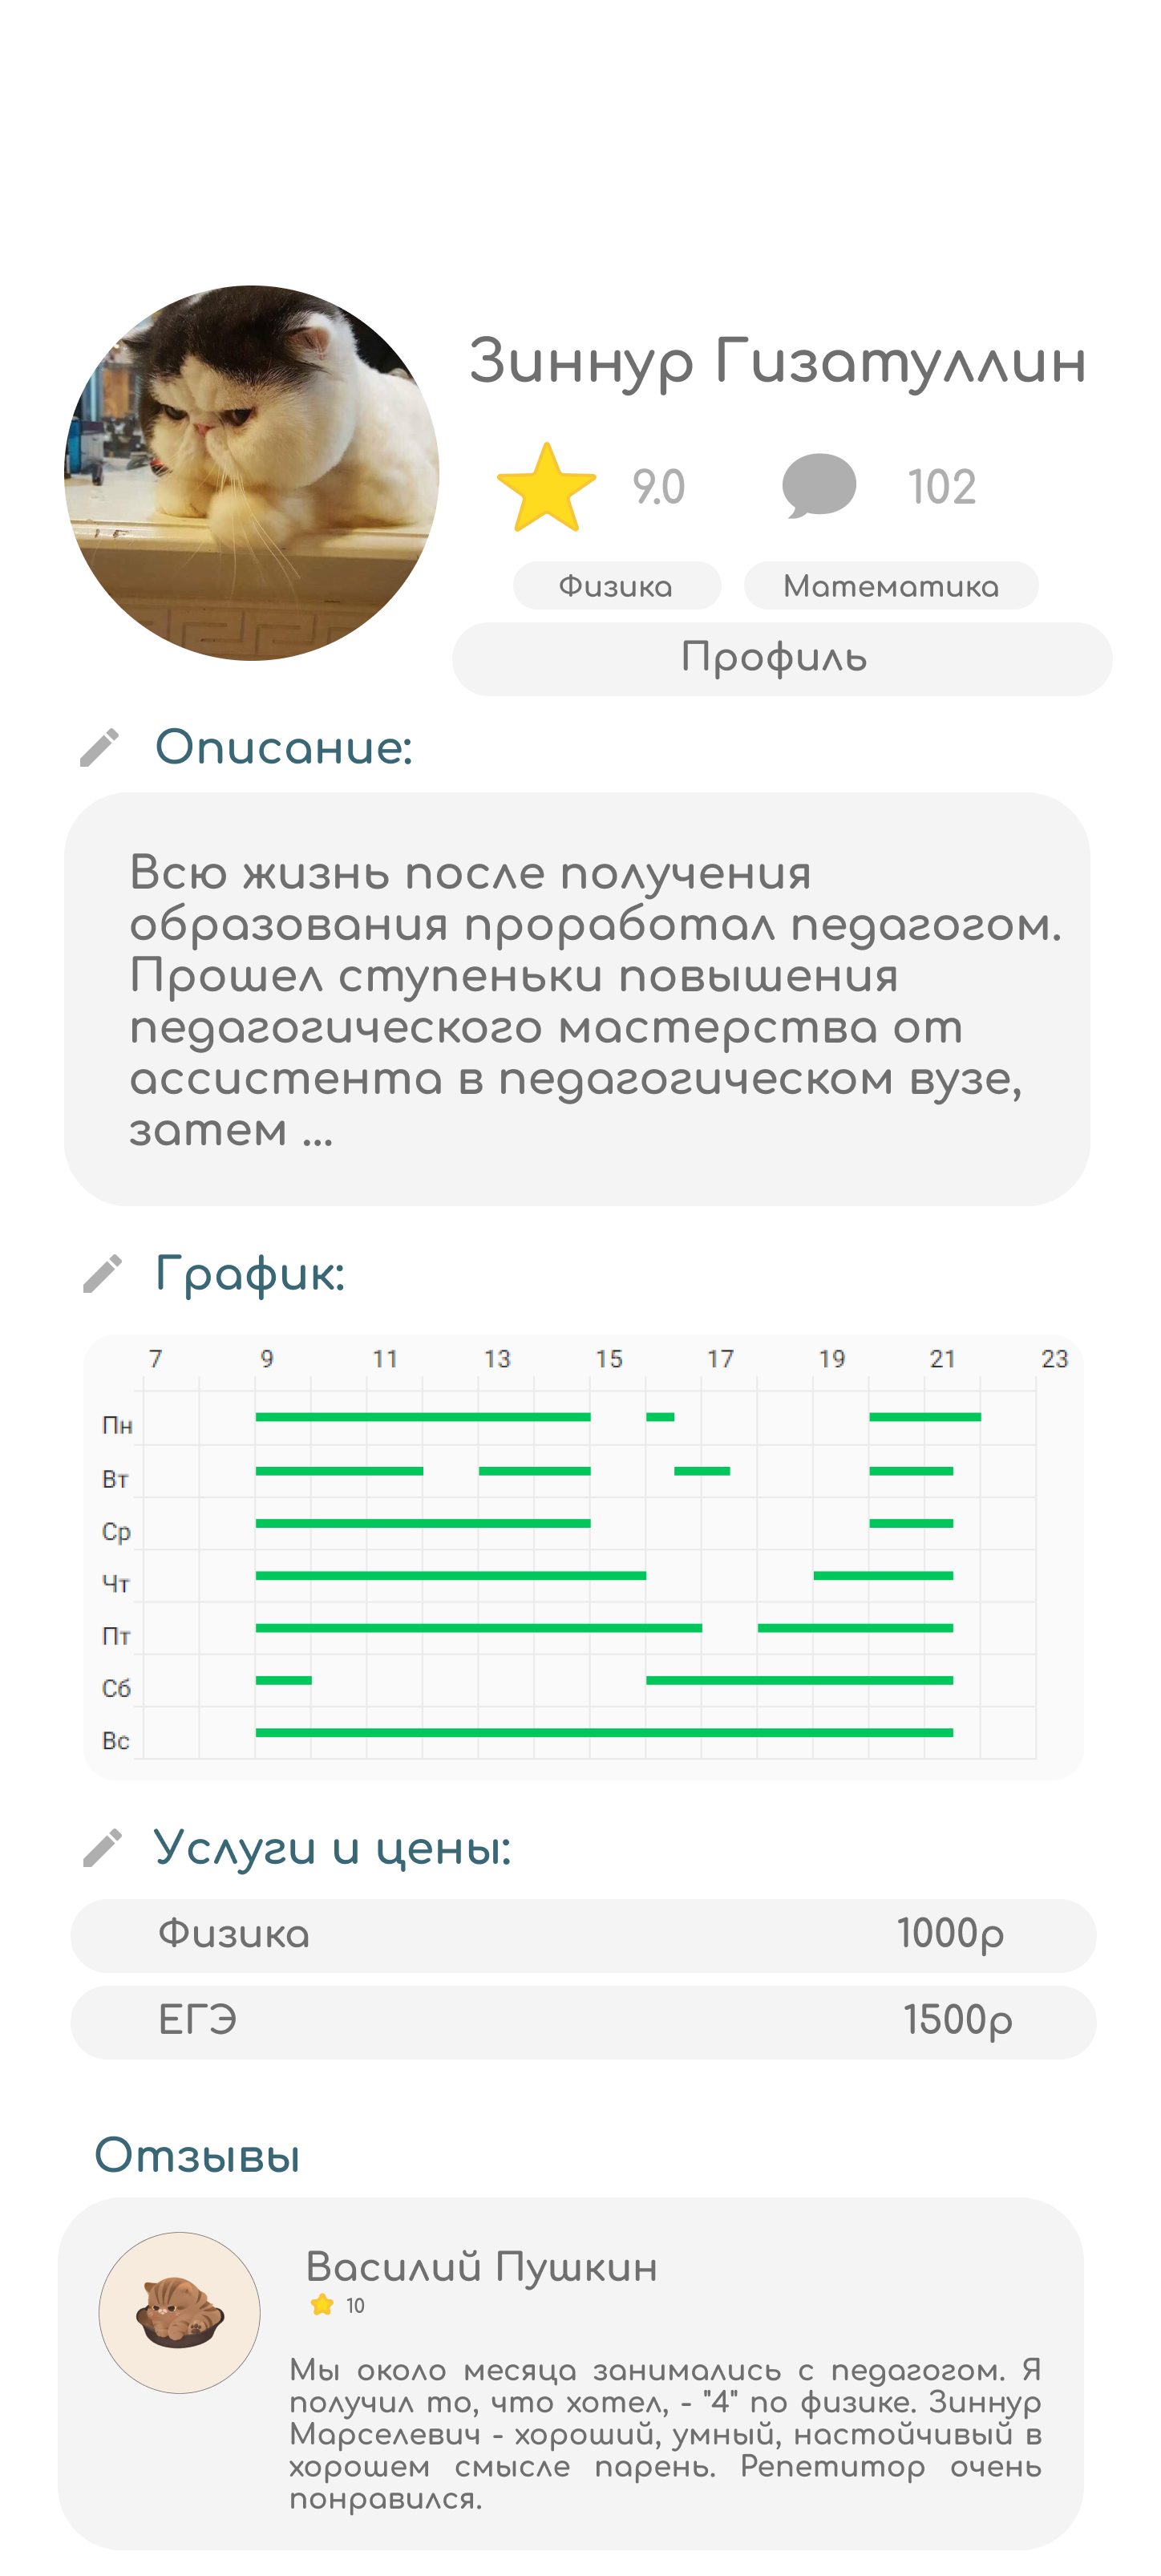 Зиннур Гизатуллин
9.0 102
Физика Математика
Профиль
Описание:
Всю жизнь после получения
образования проработал педагогом.
Прошел ступеньки повышения
педагогического мастерства от
ассистента в педагогическом вузе,
затем ...
График:
7 9 11 13 15 17 19 21 23
Пн
Вт
Ср
Чт
Пт
Сб
Вс
Услуги и цены:
Физика 1000р
ЕГЭ 1500р
Отзывы
Василий Пушкин
10
Мы около месяца занимались с педагогом. Я
получил то, что хотел, - "4" по физике. Зиннур
Марселевич - хороший, умный, настойчивый в
хорошем смысле парень. Репетитор очень
понравился.